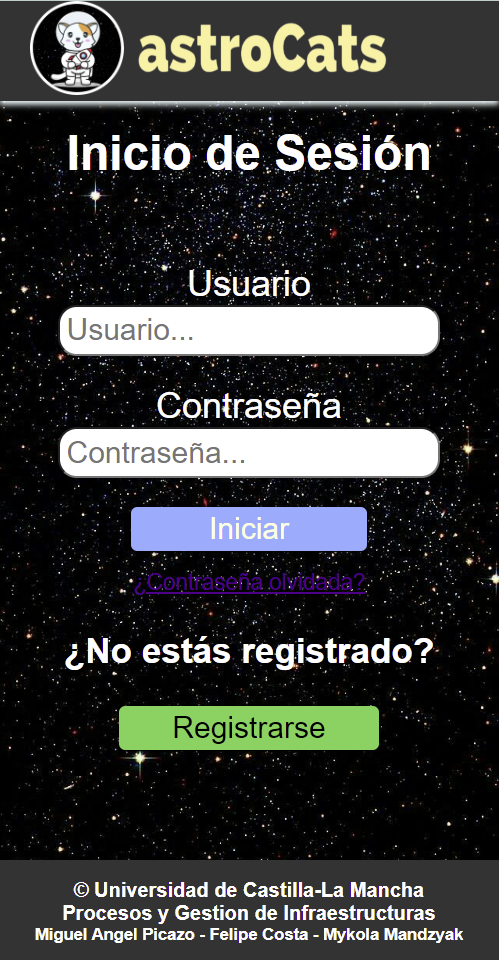 astroCats
Inicio de Sesión
Usuario
Usuario...
Contraseña
Contraseña...
Iniciar
¿Contraseña olvidada?
¿No estás registrado?
Registrarse
© Universidad de Castilla-La Mancha
Procesos y Gestion de Infraestructuras
Miguel Angel Picazo - Felipe Costa - Mykola Mandzyak